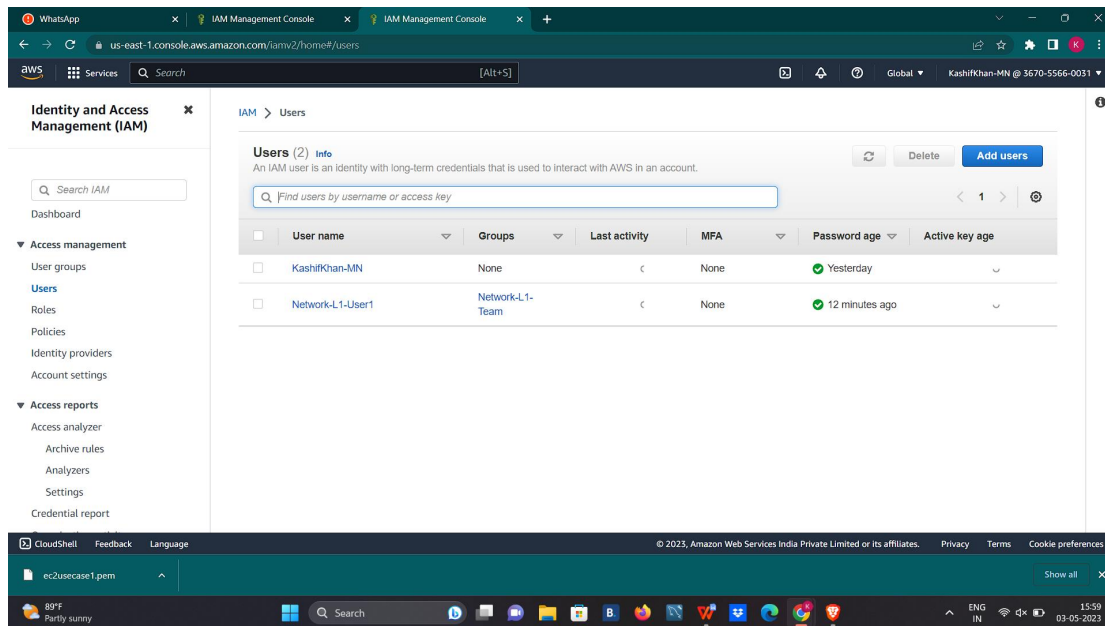 WhatsApp
IAM Management Console
IAM Management Console
us-east-1.console.aws.amazon.com/iamv2/home#/users
K
aws
Services
Search
[Alt+S]
Global
KashifKhan-MN @ 3670-5566-0031
Identity and Access
Management (IAM)
Search IAM
Dashboard
Access management
User groups
Users
Roles
Policies
Identity providers
Account settings
Access reports
Access analyzer
Archive rules
Analyzers
Settings
Credential report
IAM > Users
Users (2) Info
An IAM user is an identity with long-term credentials that is used to interact with AWS in an account.
Delete
Add users
Find users by username or access key
1
User name Groups Last activity MFA Password age Active key age
KashifKhan-MN None None Yesterday
Network-L1-User1 Network-L1-
Team None 12 minutes ago
CloudShell Feedback Language
© 2023, Amazon Web Services India Private Limited or its affiliates. Privacy Terms Cookie preferences
ec2usecase1.pem
Show all
89°F
Partly sunny
Search
B.
ENG
IN
15:59
03-05-2023